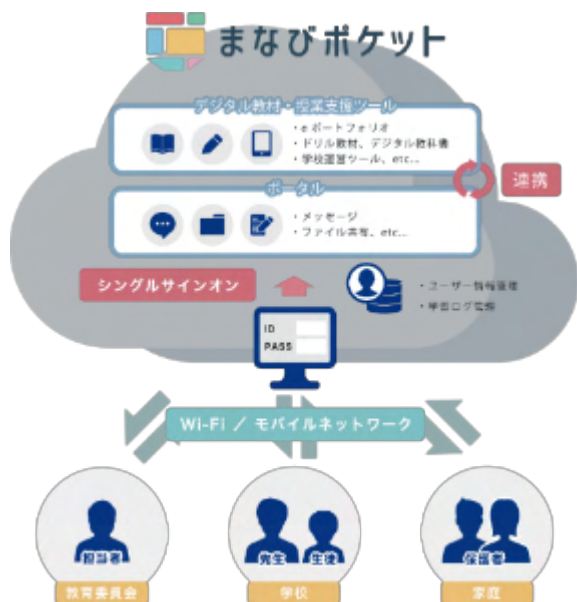 まなびポケット
デジタル教材・授業支援ツール
・eポートフォリオ
・ドリル教材、デジタル教科書
・学校運営ツール、etc...
連携
ポータル
・メッセージ
・ファイル共有、etc...
シングルサインオン
・ユーザー情報管理
・学習ログ管理
ID
PASS
Wi-Fi ／ モバイルネットワーク
担当者
先生
生徒
保護者
教育委員会
学校
家庭